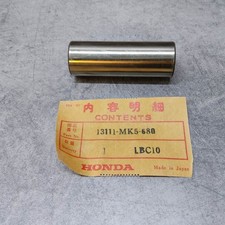 内容明細
CONTENTS
13111-MK5-680
1 LBC10
HONDA
Made in Japan